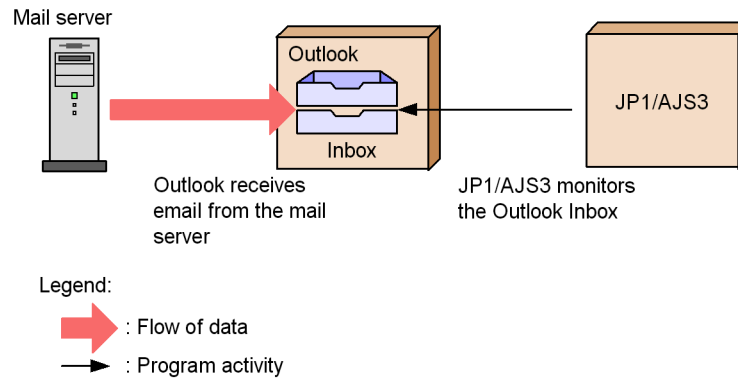 Mail server
Outlook
Inbox
JP1/AJS3
Outlook receives
email from the mail
server
JP1/AJS3 monitors
the Outlook Inbox
Legend:
: Flow of data
: Program activity